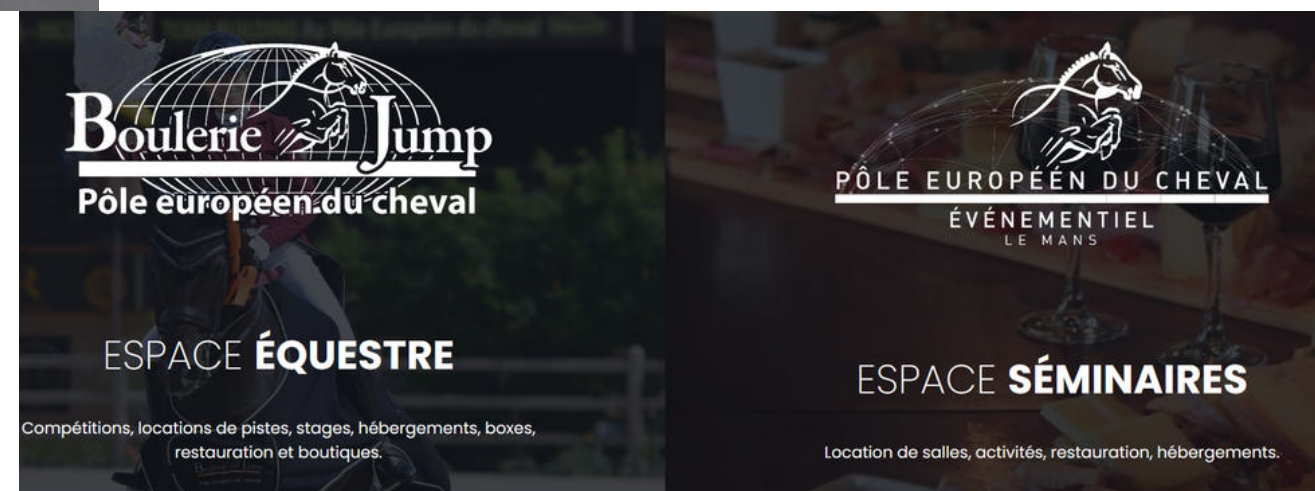 Boulerie Jump
Pôle européen du cheval
ESPACE ÉQUESTRE
Compétitions, locations de pistes, stages, hébergements, boxes,
restauration et boutiques.
PÔLE EUROPÉÉN DU CHEVAL
ÉVÉNEMENTIEL
LE MANS
ESPACE SÉMINAIRES
Location de salles, activités, restauration, hébergements.